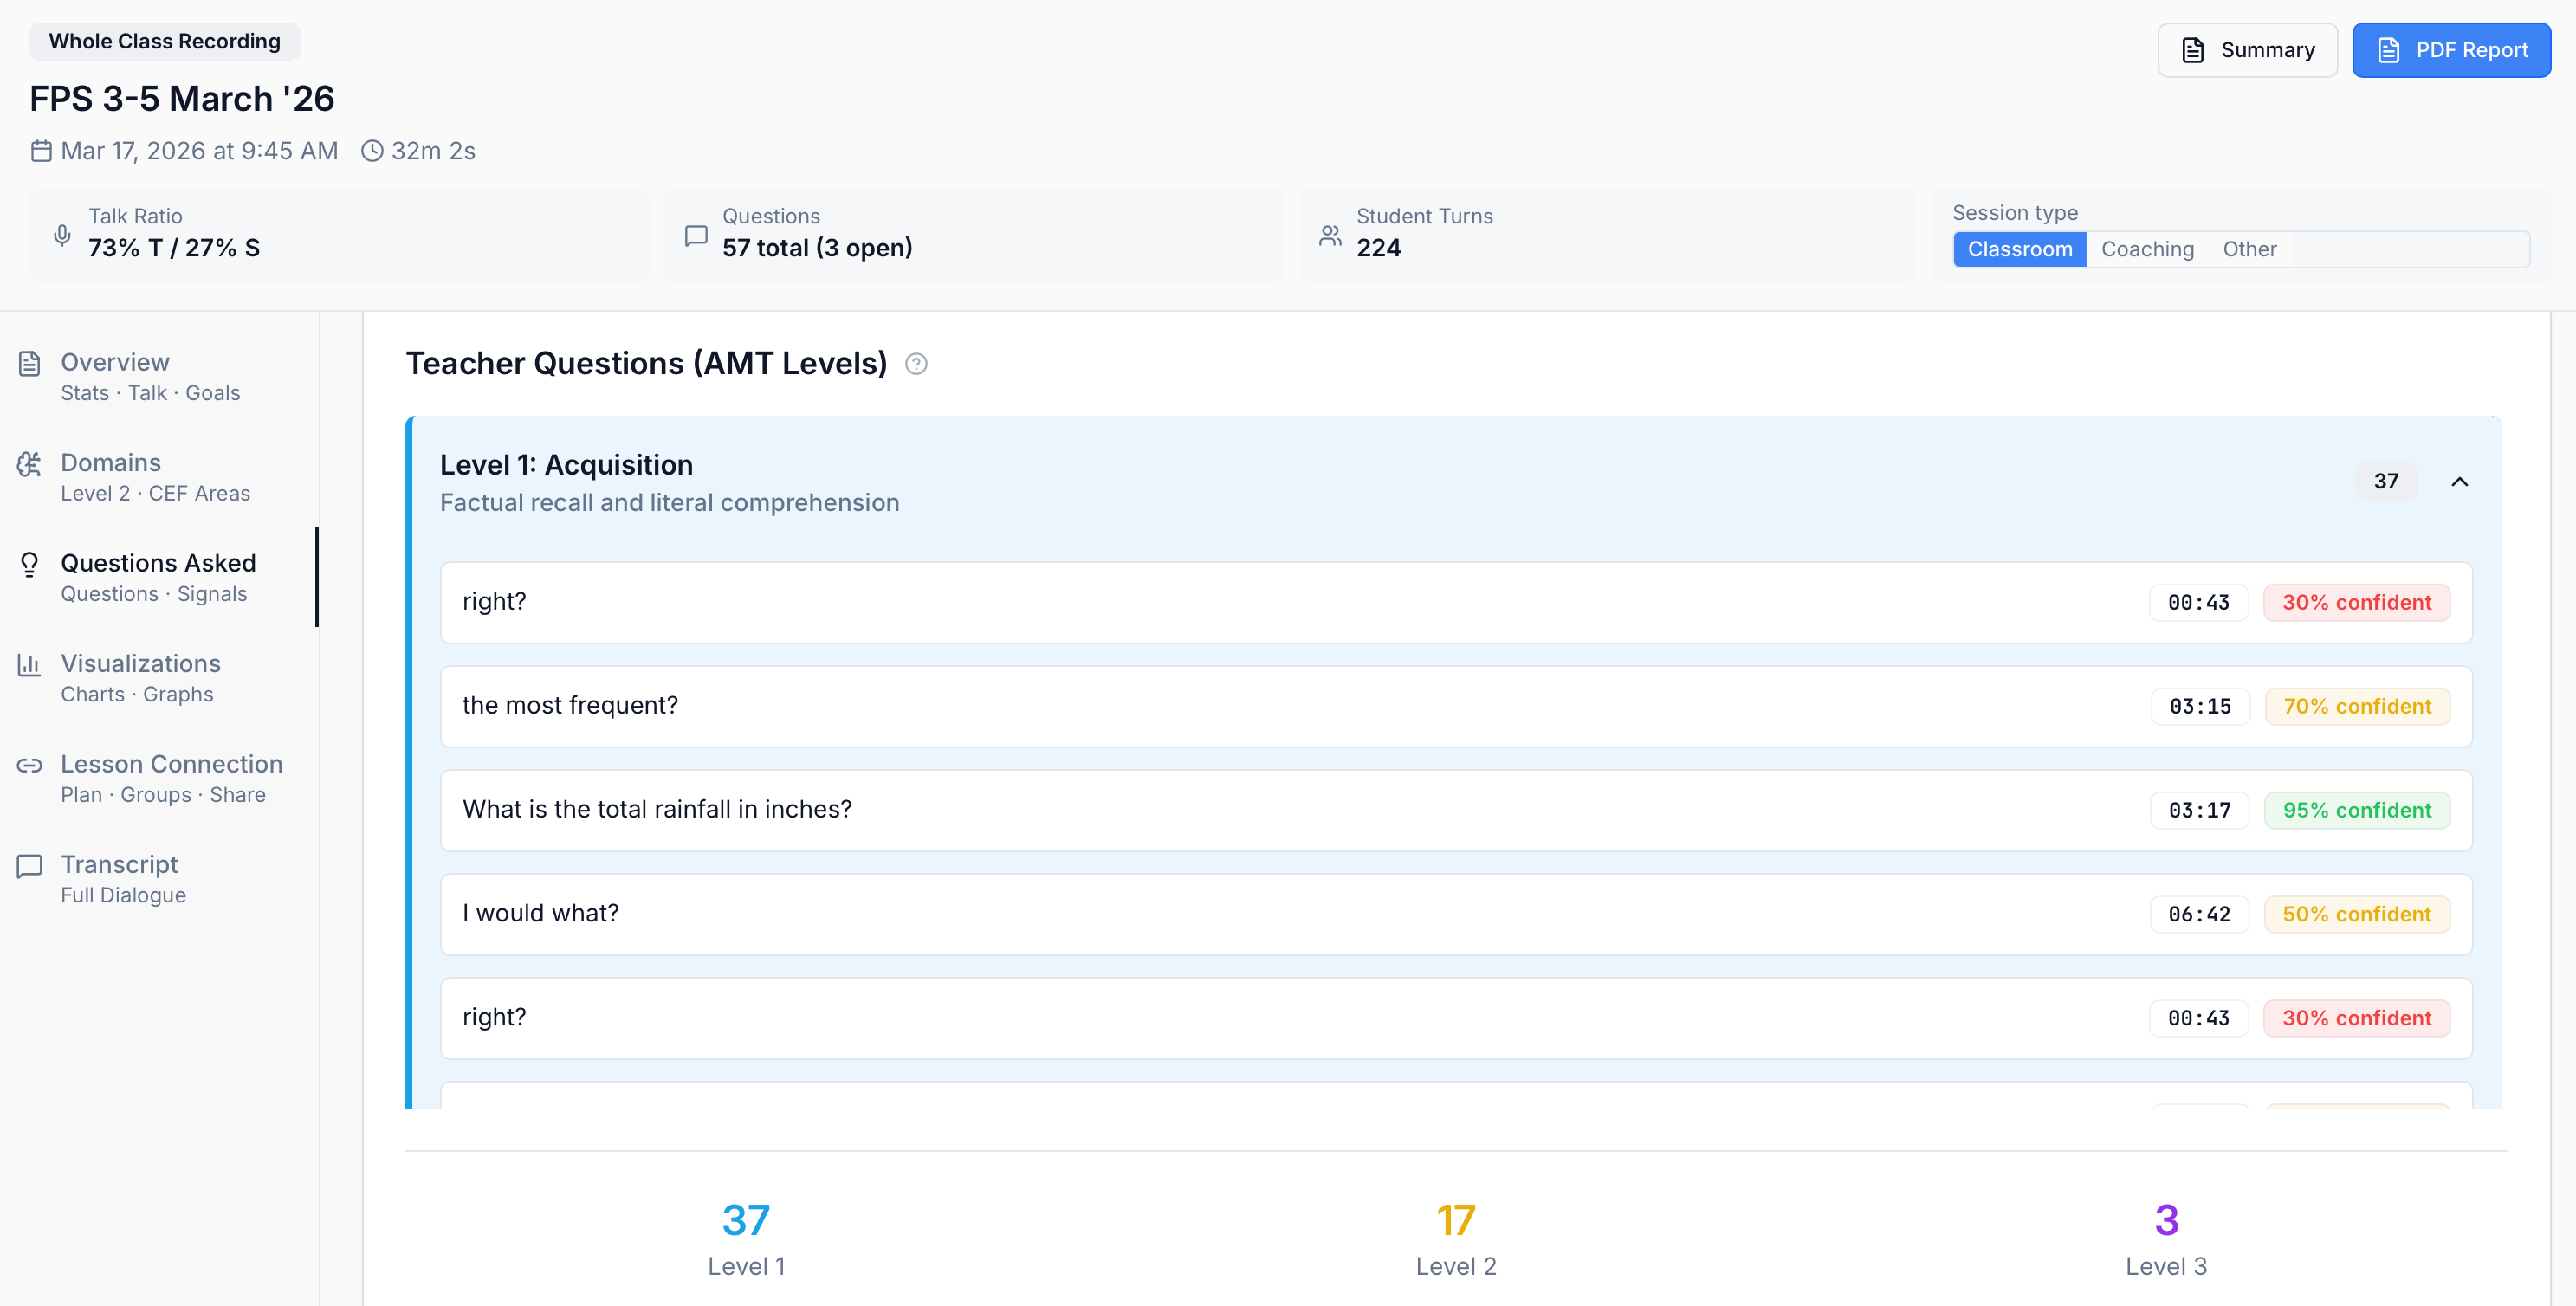 Whole Class Recording
Summary
PDF Report
FPS 3-5 March '26
Mar 17, 2026 at 9:45 AM 32m 2s
Talk Ratio
73% T / 27% S
Questions
57 total (3 open)
Student Turns
224
Session type
Classroom Coaching Other
Overview
Stats · Talk · Goals
Domains
Level 2 · CEF Areas
Questions Asked
Questions · Signals
Visualizations
Charts · Graphs
Lesson Connection
Plan · Groups · Share
Transcript
Full Dialogue
Teacher Questions (AMT Levels) ?
Level 1: Acquisition
Factual recall and literal comprehension
37
right? 00:43 30% confident
the most frequent? 03:15 70% confident
What is the total rainfall in inches? 03:17 95% confident
I would what? 06:42 50% confident
right? 00:43 30% confident
37
Level 1
17
Level 2
3
Level 3